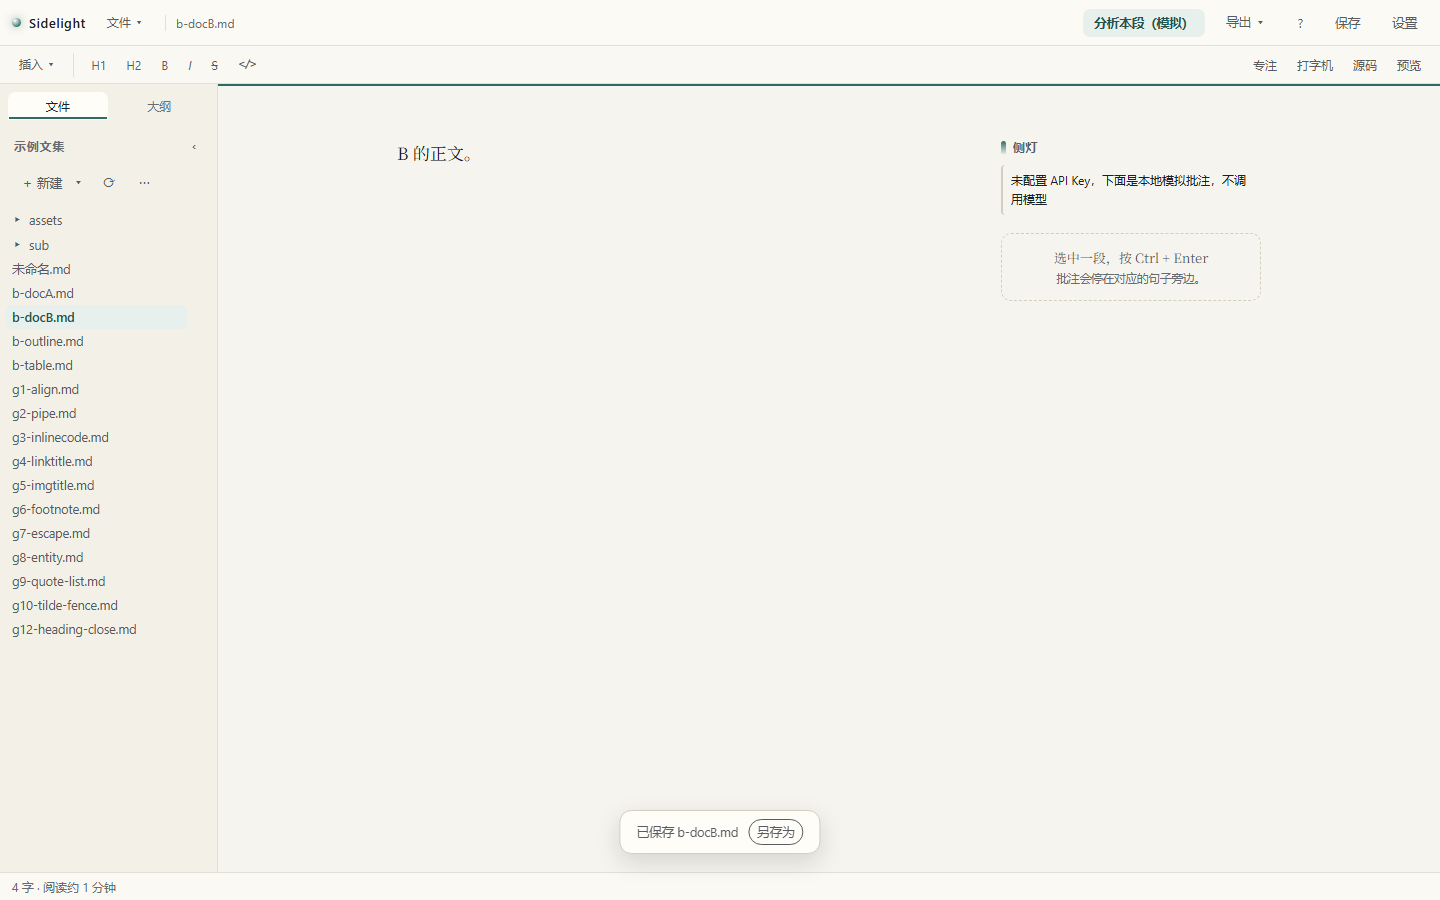 Sidelight 文件 b-docB.md 分析本段（模拟） 导出 ? 保存 设置
插入 H1 H2 B I S </> 专注 打字机 源码 预览
文件 大纲
示例文集
+ 新建
assets
sub
未命名.md
b-docA.md
b-docB.md
b-outline.md
b-table.md
g1-align.md
g2-pipe.md
g3-inlinecode.md
g4-linktitle.md
g5-imgtitle.md
g6-footnote.md
g7-escape.md
g8-entity.md
g9-quote-list.md
g10-tilde-fence.md
g12-heading-close.md
B 的正文。
侧灯
未配置 API Key，下面是本地模拟批注，不调
用模型
选中一段，按 Ctrl + Enter
批注会停在对应的句子旁边。
已保存 b-docB.md 另存为
4 字 · 阅读约 1 分钟